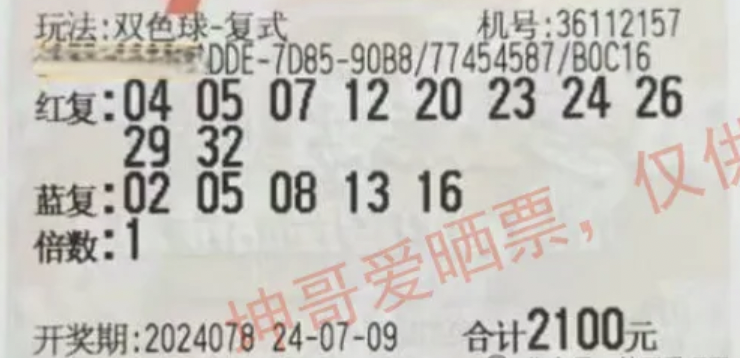 玩法:双色球-复式 机号:36112157
DDE-7D85-90B8/77454587/B0C16
红复:04 05 07 12 20 23 24 26
29 32
蓝复:02 05 08 13 16
倍数:1
坤哥爱晒票，仅供
开奖期:2024078 24-07-09 合计2100元